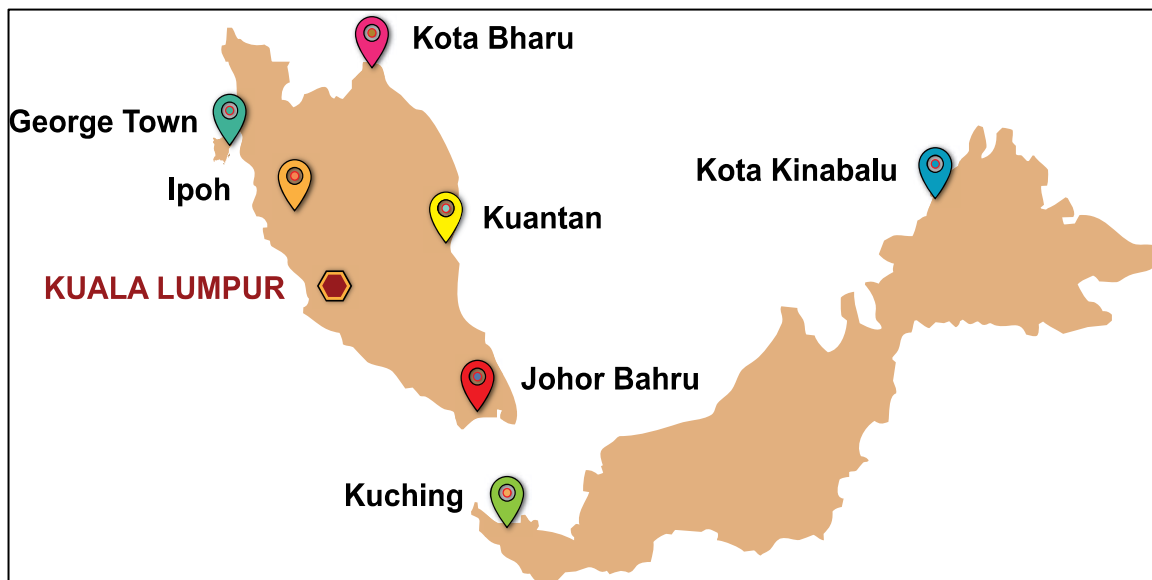 Kota Bharu
George Town
Kota Kinabalu
Ipoh
Kuantan
KUALA LUMPUR
Johor Bahru
Kuching